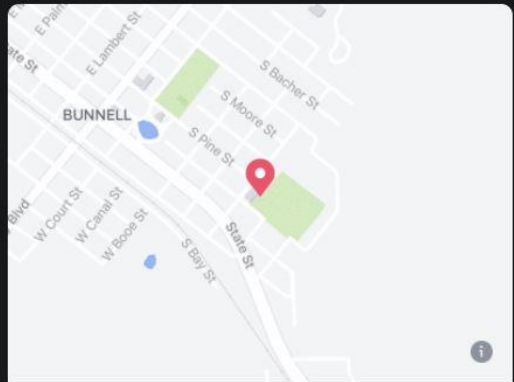 E Palm
E Lambert St
State St
S Bacher St
S Moore St
BUNNELL
S Pine St
Blvd
W Court St
W Canal St
W Booe St
S Bay St
State St
i